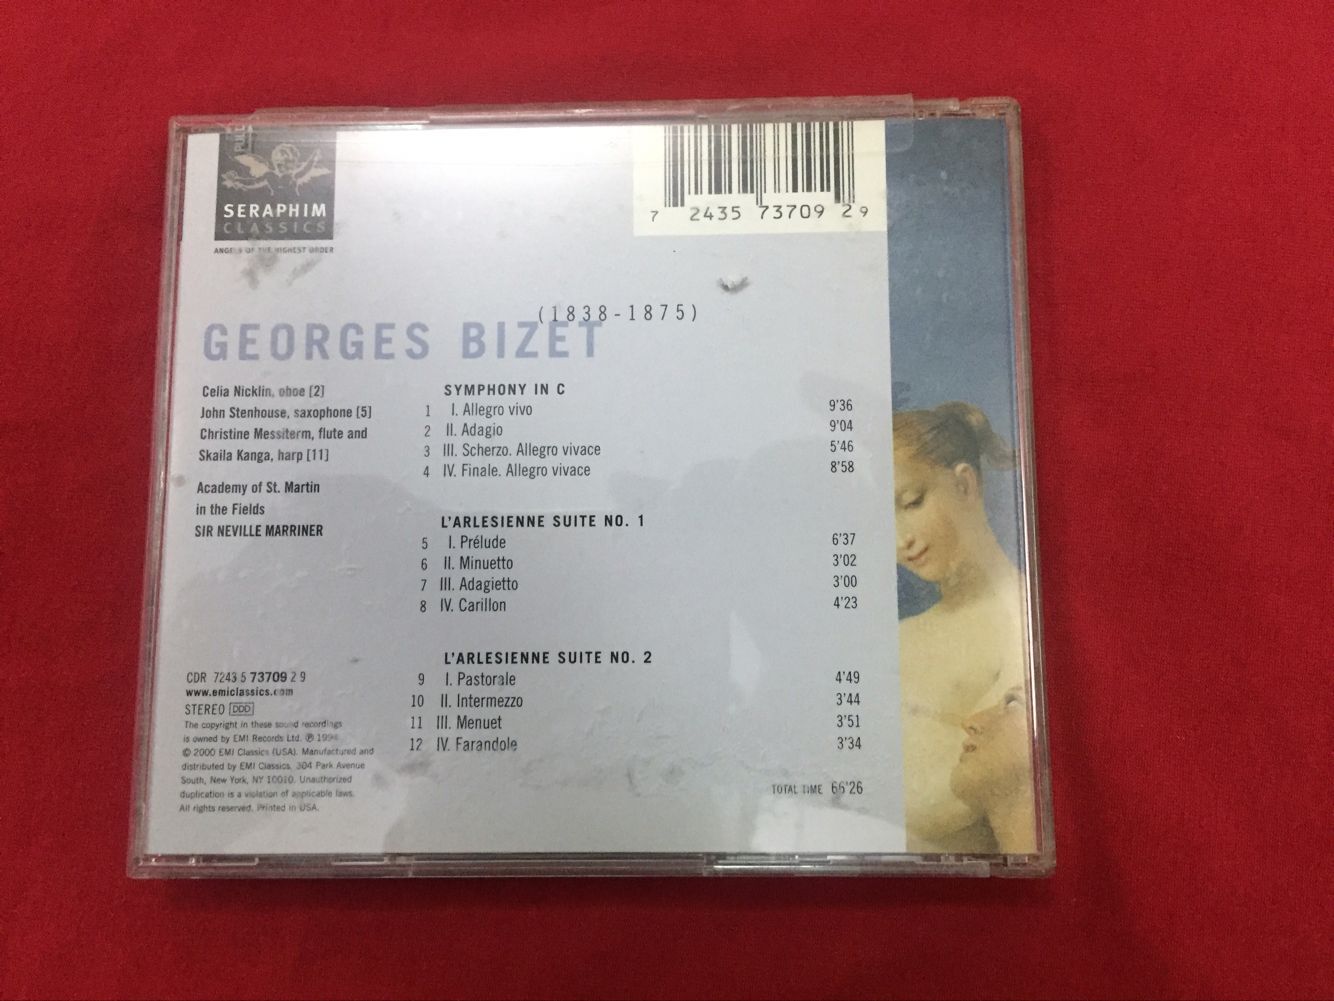 SERAPHIM
CLASSICS
ANGELS OF THE HIGHEST ORDER
7 2435 73709 2 9
(1838-1875)
GEORGES BIZET
Celia Nicklin, oboe [2]
John Stenhouse, saxophone [5]
Christine Messiterm, flute and
Skaila Kanga, harp [11]
Academy of St. Martin
in the Fields
SIR NEVILLE MARRINER
SYMPHONY IN C
1 I. Allegro vivo 9'36
2 II. Adagio 9'04
3 III. Scherzo. Allegro vivace 5'46
4 IV. Finale. Allegro vivace 8'58
L'ARLESIENNE SUITE NO. 1
5 I. Prélude 6'37
6 II. Minuetto 3'02
7 III. Adagietto 3'00
8 IV. Carillon 4'23
L'ARLESIENNE SUITE NO. 2
9 I. Pastorale 4'49
10 II. Intermezzo 3'44
11 III. Menuet 3'51
12 IV. Farandole 3'34
TOTAL TIME 66'26
CDR 7243 5 73709 2 9
www.emiclassics.com
STEREO DDD
The copyright in these sound recordings
is owned by EMI Records Ltd. ℗
© 2000 EMI Classics (USA). Manufactured and
distributed by EMI Classics, 304 Park Avenue
South, New York, NY 10010. Unauthorized
duplication is a violation of applicable laws.
All rights reserved. Printed in USA.